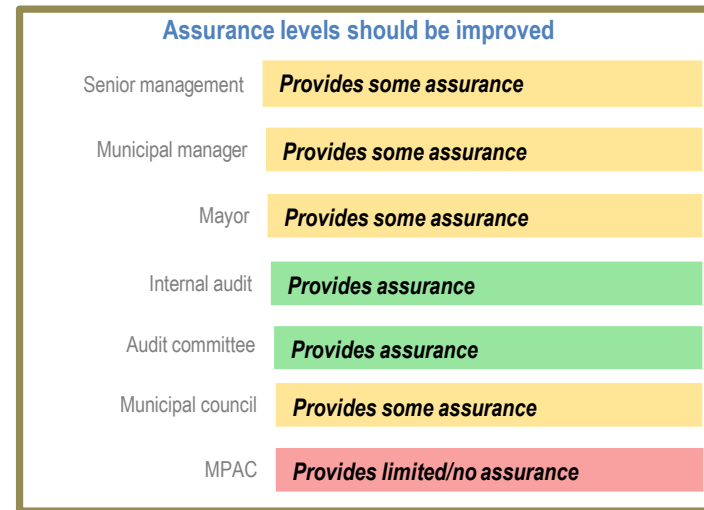 Assurance levels should be improved
Senior management Provides some assurance
Municipal manager Provides some assurance
Mayor Provides some assurance
Internal audit Provides assurance
Audit committee Provides assurance
Municipal council Provides some assurance
MPAC Provides limited/no assurance